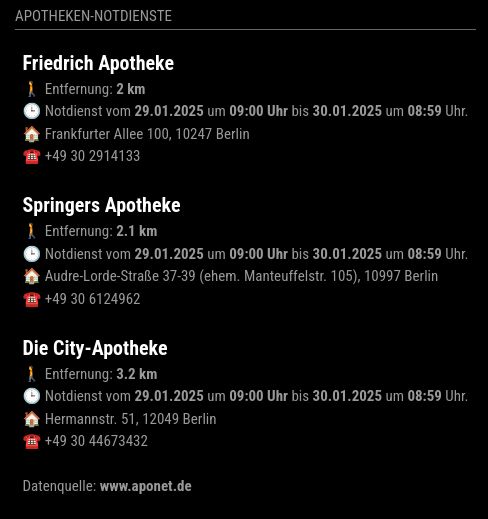 APOTHEKEN-NOTDIENSTE
Friedrich Apotheke
🚶 Entfernung: 2 km
🕒 Notdienst vom 29.01.2025 um 09:00 Uhr bis 30.01.2025 um 08:59 Uhr.
🏠 Frankfurter Allee 100, 10247 Berlin
☎️ +49 30 2914133
Springers Apotheke
🚶 Entfernung: 2.1 km
🕒 Notdienst vom 29.01.2025 um 09:00 Uhr bis 30.01.2025 um 08:59 Uhr.
🏠 Audre-Lorde-Straße 37-39 (ehem. Manteuffelstr. 105), 10997 Berlin
☎️ +49 30 6124962
Die City-Apotheke
🚶 Entfernung: 3.2 km
🕒 Notdienst vom 29.01.2025 um 09:00 Uhr bis 30.01.2025 um 08:59 Uhr.
🏠 Hermannstr. 51, 12049 Berlin
☎️ +49 30 44673432
Datenquelle: www.aponet.de